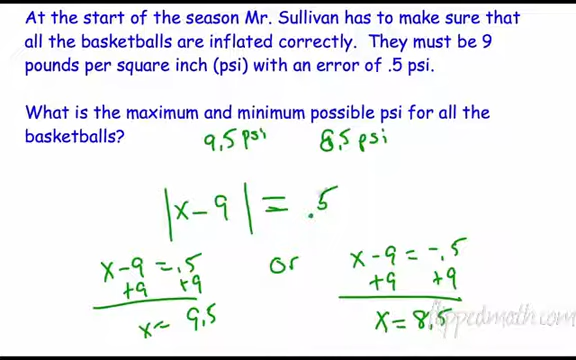 At the start of the season Mr. Sullivan has to make sure that
all the basketballs are inflated correctly. They must be 9
pounds per square inch (psi) with an error of .5 psi.
What is the maximum and minimum possible psi for all the
basketballs?
9.5 psi 8.5 psi
|x-9| = .5
x-9 = .5 or x-9 = -.5
+9 +9 +9 +9
x = 9.5 x = 8.5
flippedmath.com